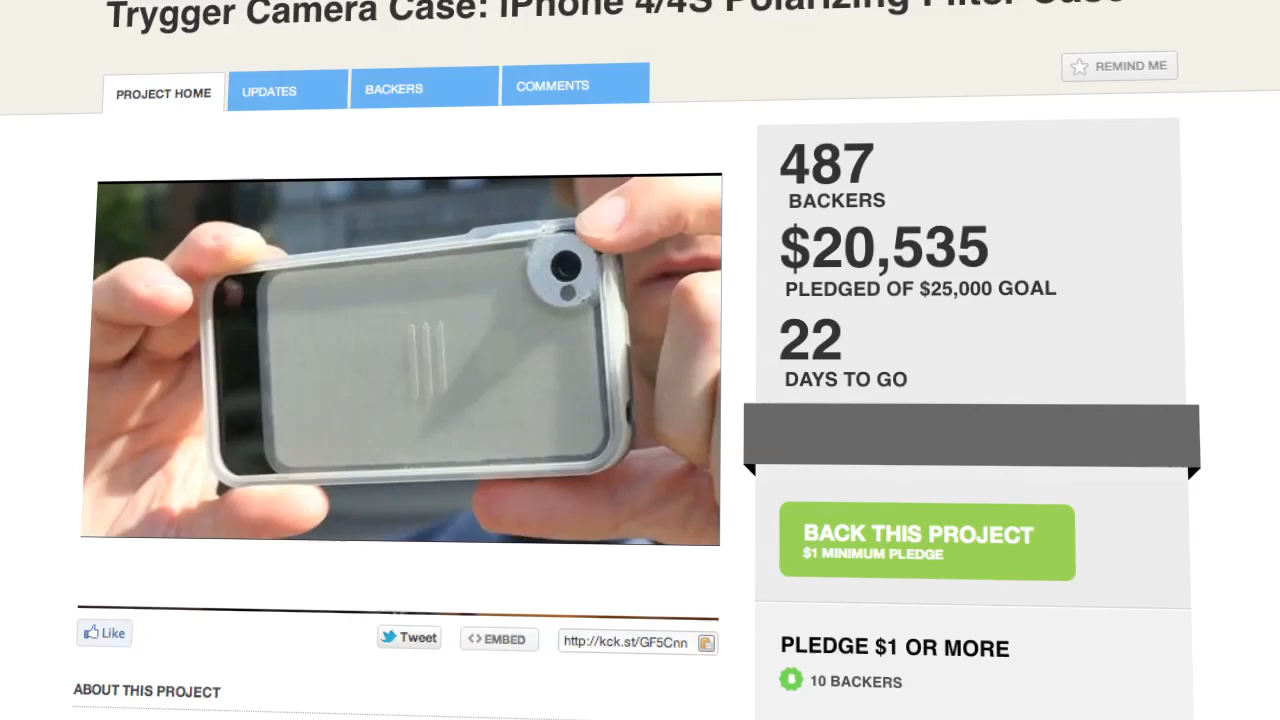 Trygger Camera Case: iPhone 4/4S Polarizing Filter Case
PROJECT HOME
UPDATES
BACKERS
COMMENTS
REMIND ME
487
BACKERS
$20,535
PLEDGED OF $25,000 GOAL
22
DAYS TO GO
BACK THIS PROJECT
$1 MINIMUM PLEDGE
Like
Tweet
<> EMBED
http://kck.st/GF5Cnn
PLEDGE $1 OR MORE
10 BACKERS
ABOUT THIS PROJECT